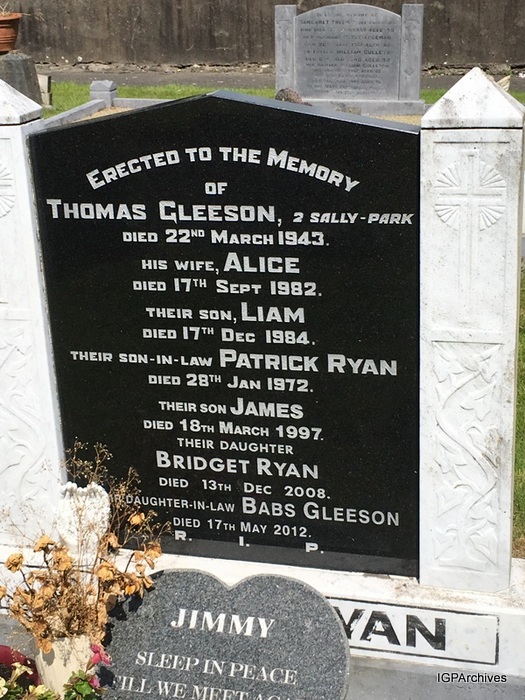 ERECTED TO THE MEMORY
OF
THOMAS GLEESON, 2 SALLY-PARK
DIED 22ND MARCH 1943.
HIS WIFE, ALICE
DIED 17TH SEPT 1982.
THEIR SON, LIAM
DIED 17TH DEC 1984.
THEIR SON-IN-LAW PATRICK RYAN
DIED 28TH JAN 1972.
THEIR SON JAMES
DIED 18TH MARCH 1997.
THEIR DAUGHTER
BRIDGET RYAN
DIED 13TH DEC 2008.
DAUGHTER-IN-LAW BABS GLEESON
DIED 17TH MAY 2012.
R. I. P.
YAN
JIMMY
SLEEP IN PEACE
TILL WE MEET
IGPArchives